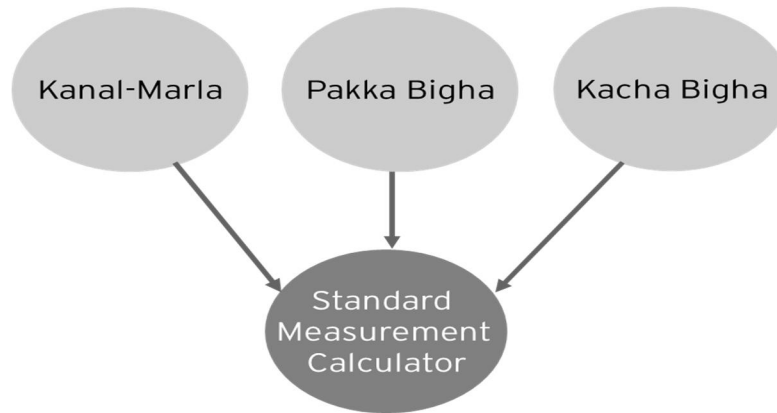 Kanal-Marla
Pakka Bigha
Kacha Bigha
Standard
Measurement
Calculator